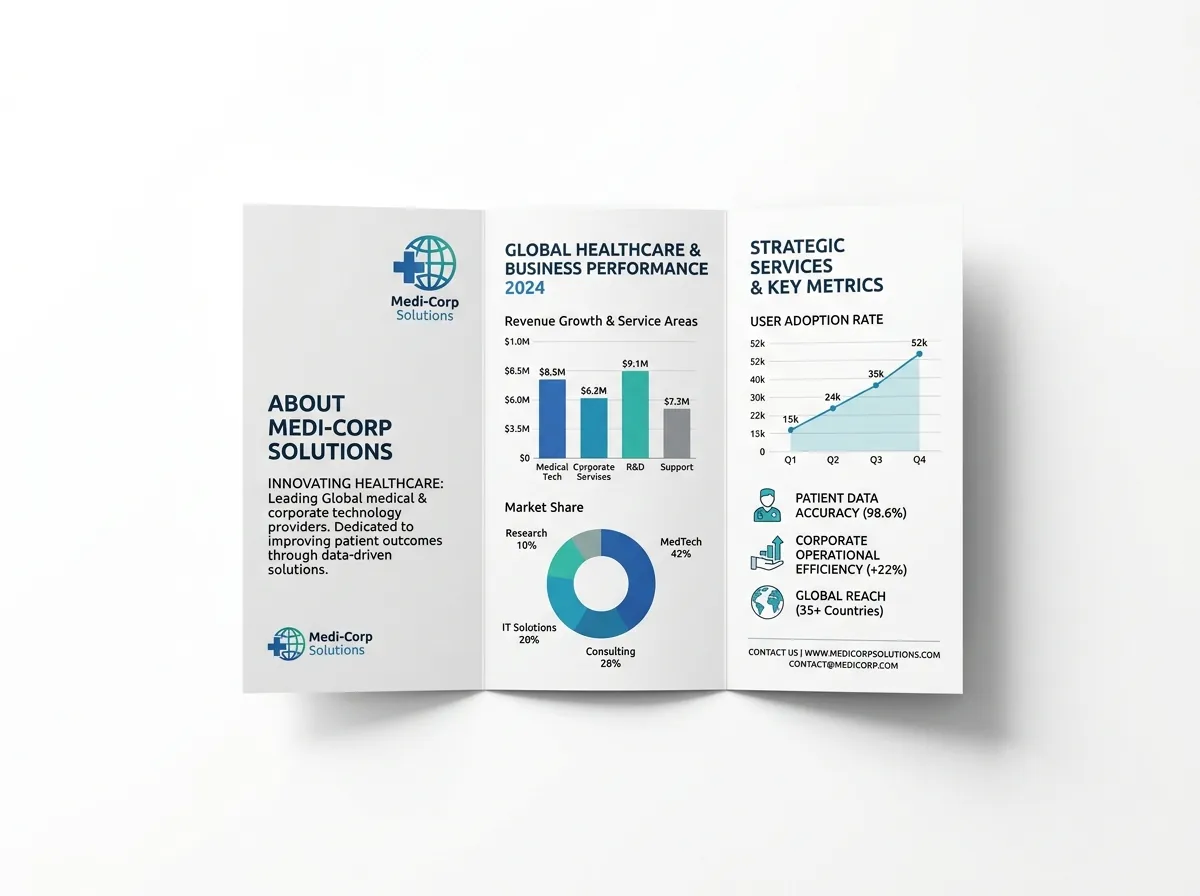 Medi-Corp
Solutions
ABOUT
MEDI-CORP
SOLUTIONS
INNOVATING HEALTHCARE:
Leading Global medical &
corporate technology
providers. Dedicated to
improving patient outcomes
through data-driven
solutions.
Medi-Corp
Solutions
GLOBAL HEALTHCARE &
BUSINESS PERFORMANCE
2024
Revenue Growth & Service Areas
$1.0M
$6.5M
$6.0M
$3.5M
$0
$8.5M
$6.2M
$9.1M
$7.3M
Medical
Tech
Cprporate
Servises
R&D
Support
Market Share
Research
10%
MedTech
42%
IT Solutions
20%
Consulting
28%
STRATEGIC
SERVICES
& KEY METRICS
USER ADOPTION RATE
52k
52k
40k
30k
22k
15k
0
15k
24k
35k
52k
Q1
Q2
Q3
Q4
PATIENT DATA
ACCURACY (98.6%)
CORPORATE
OPERATIONAL
EFFICIENCY (+22%)
GLOBAL REACH
(35+ Countries)
CONTACT US | WWW.MEDICORPSOLUTIONS.COM
CONTACT@MEDICORP.COM